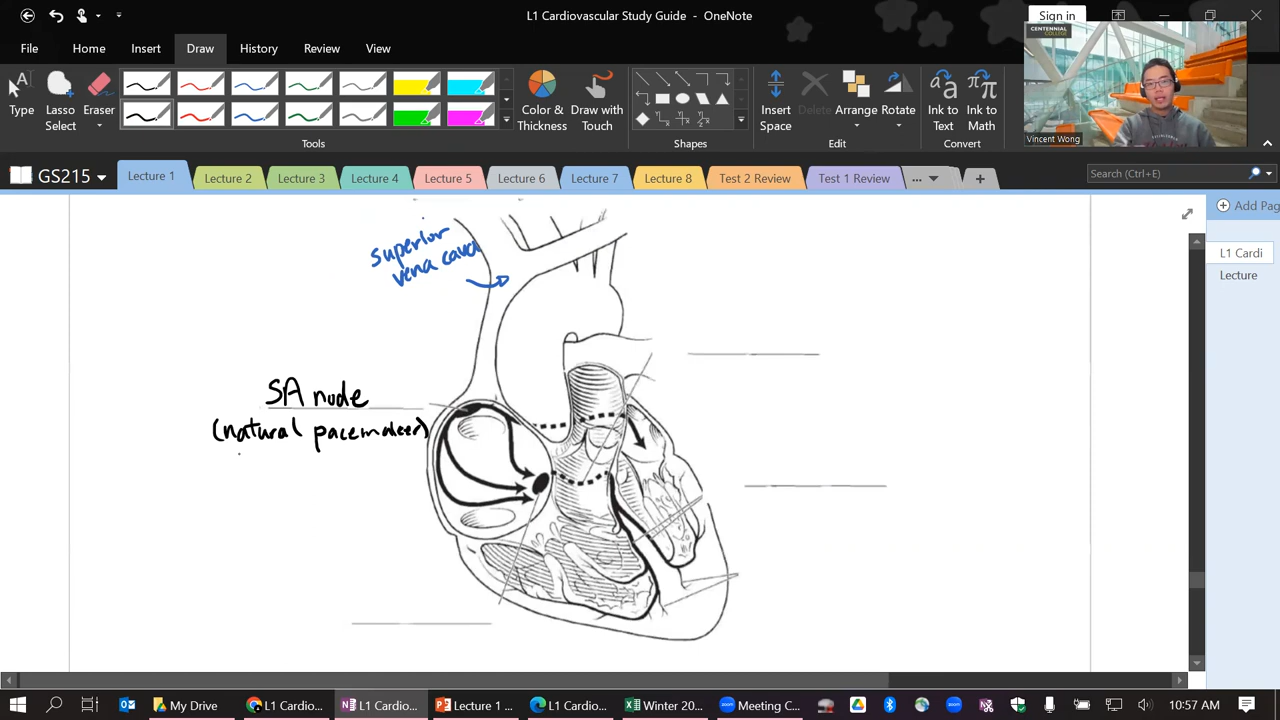 L1 Cardiovascular Study Guide - OneNote
Sign in
File Home Insert Draw History Review View
CENTENNIAL
COLLEGE
Type
Lasso
Select
Eraser
Color &
Thickness
Draw with
Touch
Insert
Space
Delete
Arrange
Rotate
Ink to
Text
Ink to
Math
Tools
Shapes
Edit
Convert
Vincent Wong
GS215
Lecture 1 Lecture 2 Lecture 3 Lecture 4 Lecture 5 Lecture 6 Lecture 7 Lecture 8 Test 2 Review Test 1 Review ...
Search (Ctrl+E)
Add Pag
L1 Cardi
Lecture
superior
vena cava
SA node
(natural pacemaker)
My Drive
L1 Cardio...
L1 Cardio...
Lecture 1 ...
Cardio...
Winter 20...
Meeting C...
10:57 AM